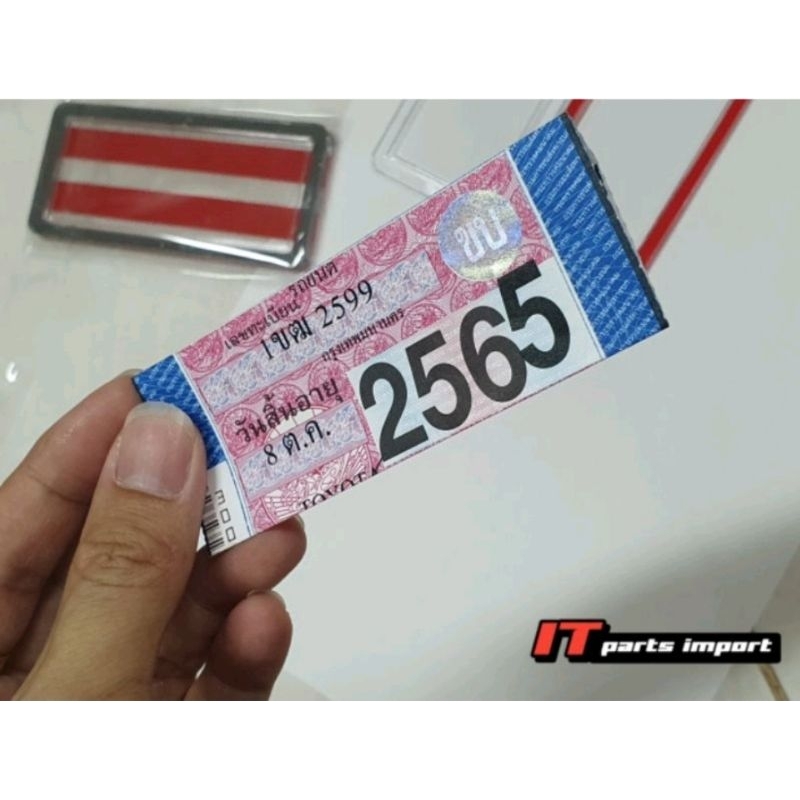 ขบ
รถยนต์
เลขทะเบียน
1ขฒ 2599
กรุงเทพมหานคร
วันสิ้นอายุ
8 ต.ค.
2565
TOYOTA
IT parts import